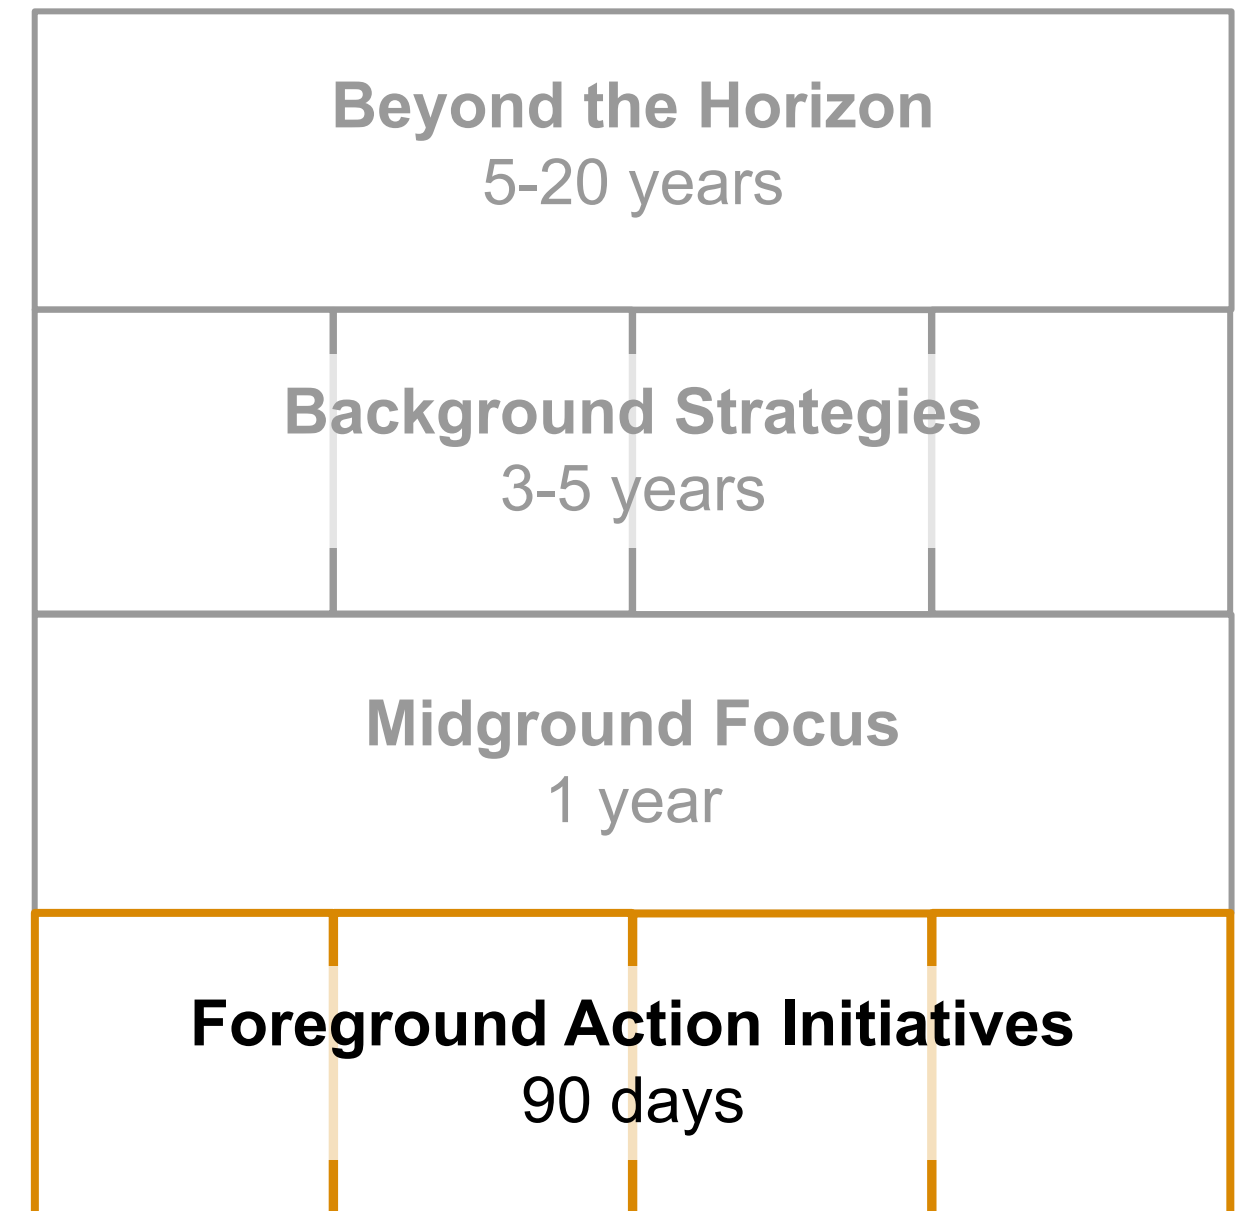 Beyond the Horizon
5-20 years
Background Strategies
3-5 years
Midground Focus
1 year
Foreground Action Initiatives
90 days